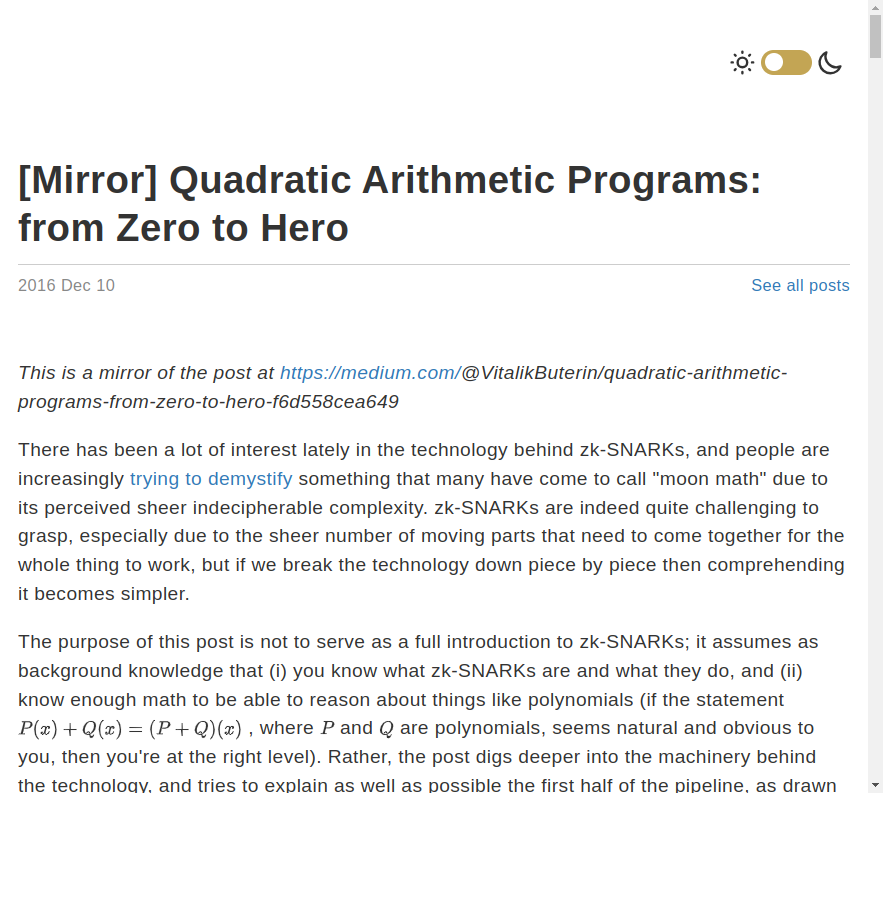 [Mirror] Quadratic Arithmetic Programs:
from Zero to Hero
2016 Dec 10
See all posts
This is a mirror of the post at https://medium.com/@VitalikButerin/quadratic-arithmetic-
programs-from-zero-to-hero-f6d558cea649
There has been a lot of interest lately in the technology behind zk-SNARKs, and people are
increasingly trying to demystify something that many have come to call "moon math" due to
its perceived sheer indecipherable complexity. zk-SNARKs are indeed quite challenging to
grasp, especially due to the sheer number of moving parts that need to come together for the
whole thing to work, but if we break the technology down piece by piece then comprehending
it becomes simpler.
The purpose of this post is not to serve as a full introduction to zk-SNARKs; it assumes as
background knowledge that (i) you know what zk-SNARKs are and what they do, and (ii)
know enough math to be able to reason about things like polynomials (if the statement
P(x) + Q(x) = (P + Q)(x) , where P and Q are polynomials, seems natural and obvious to
you, then you're at the right level). Rather, the post digs deeper into the machinery behind
the technology, and tries to explain as well as possible the first half of the pipeline, as drawn